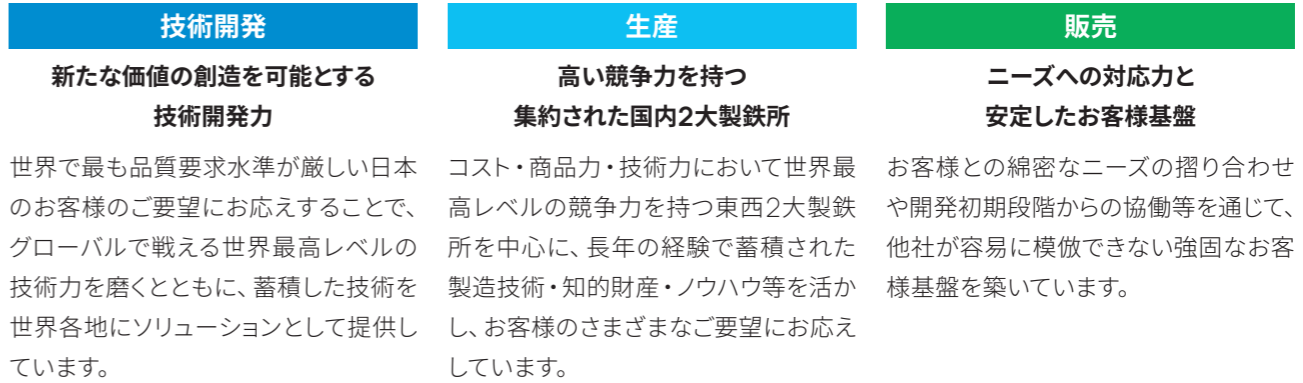 技術開発
新たな価値の創造を可能とする
技術開発力
世界で最も品質要求水準が厳しい日本
のお客様のご要望にお応えすることで、
グローバルで戦える世界最高レベルの
技術力を磨くとともに、蓄積した技術を
世界各地にソリューションとして提供し
ています。
生産
高い競争力を持つ
集約された国内2大製鉄所
コスト・商品力・技術力において世界最
高レベルの競争力を持つ東西2大製鉄
所を中心に、長年の経験で蓄積された
製造技術・知的財産・ノウハウ等を活か
し、お客様のさまざまなご要望にお応え
しています。
販売
ニーズへの対応力と
安定したお客様基盤
お客様との綿密なニーズの摺り合わせ
や開発初期段階からの協働等を通じて、
他社が容易に模倣できない強固なお客
様基盤を築いています。